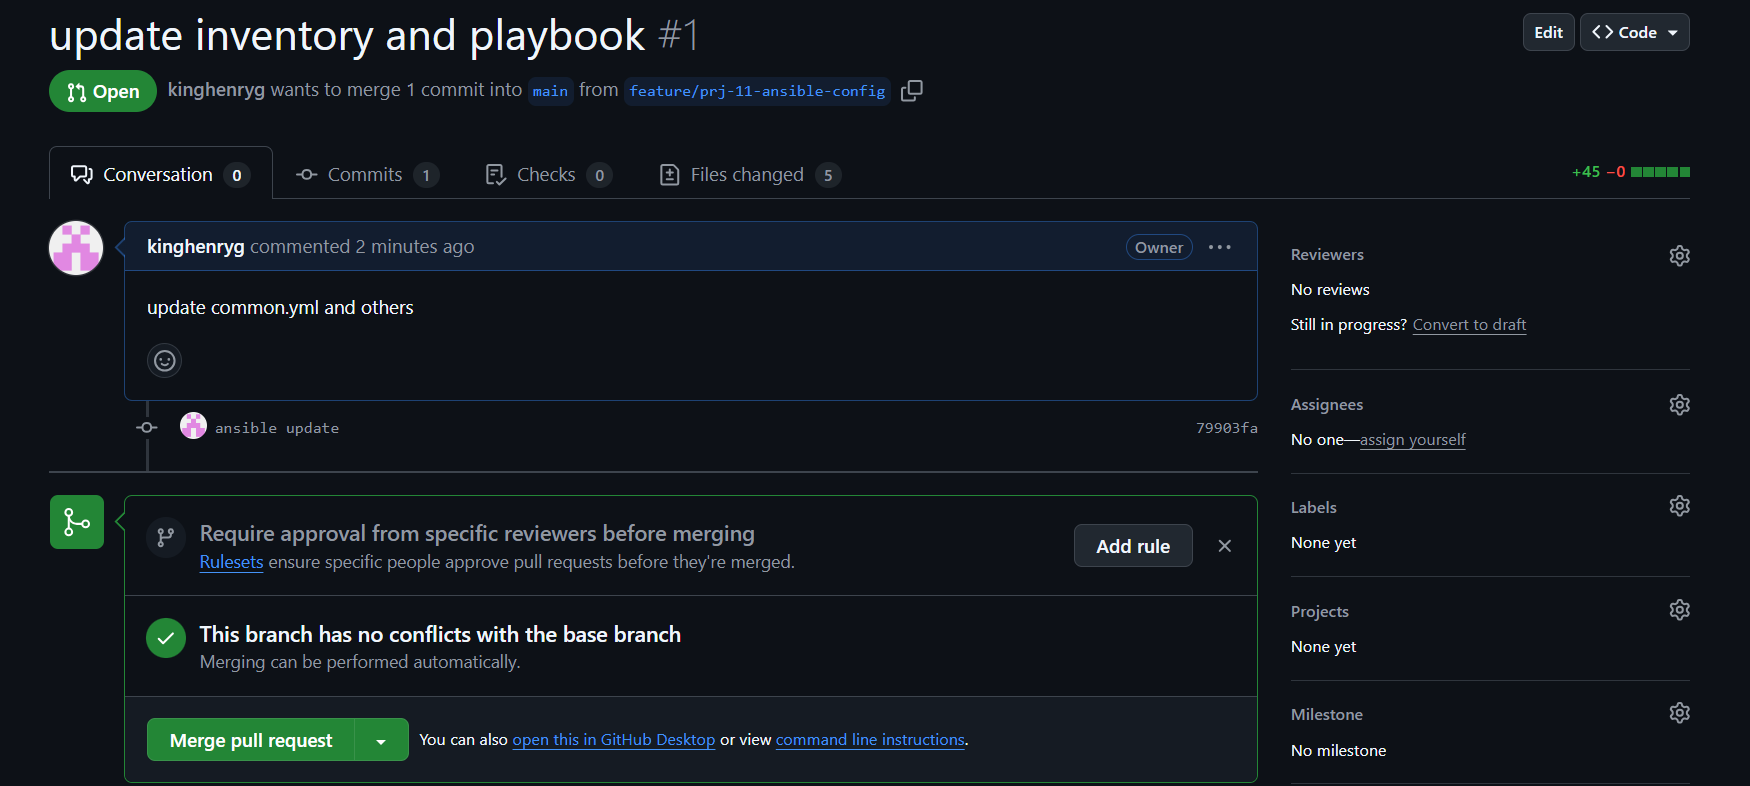 update inventory and playbook #1
Edit
Code
Open
kinghenryg wants to merge 1 commit into main from feature/prj-11-ansible-config
Conversation 0
Commits 1
Checks 0
Files changed 5
+45 −0
kinghenryg commented 2 minutes ago
Owner
update common.yml and others
ansible update
79903fa
Require approval from specific reviewers before merging
Rulesets ensure specific people approve pull requests before they're merged.
Add rule
This branch has no conflicts with the base branch
Merging can be performed automatically.
Merge pull request
You can also open this in GitHub Desktop or view command line instructions.
Reviewers
No reviews
Still in progress? Convert to draft
Assignees
No one—assign yourself
Labels
None yet
Projects
None yet
Milestone
No milestone